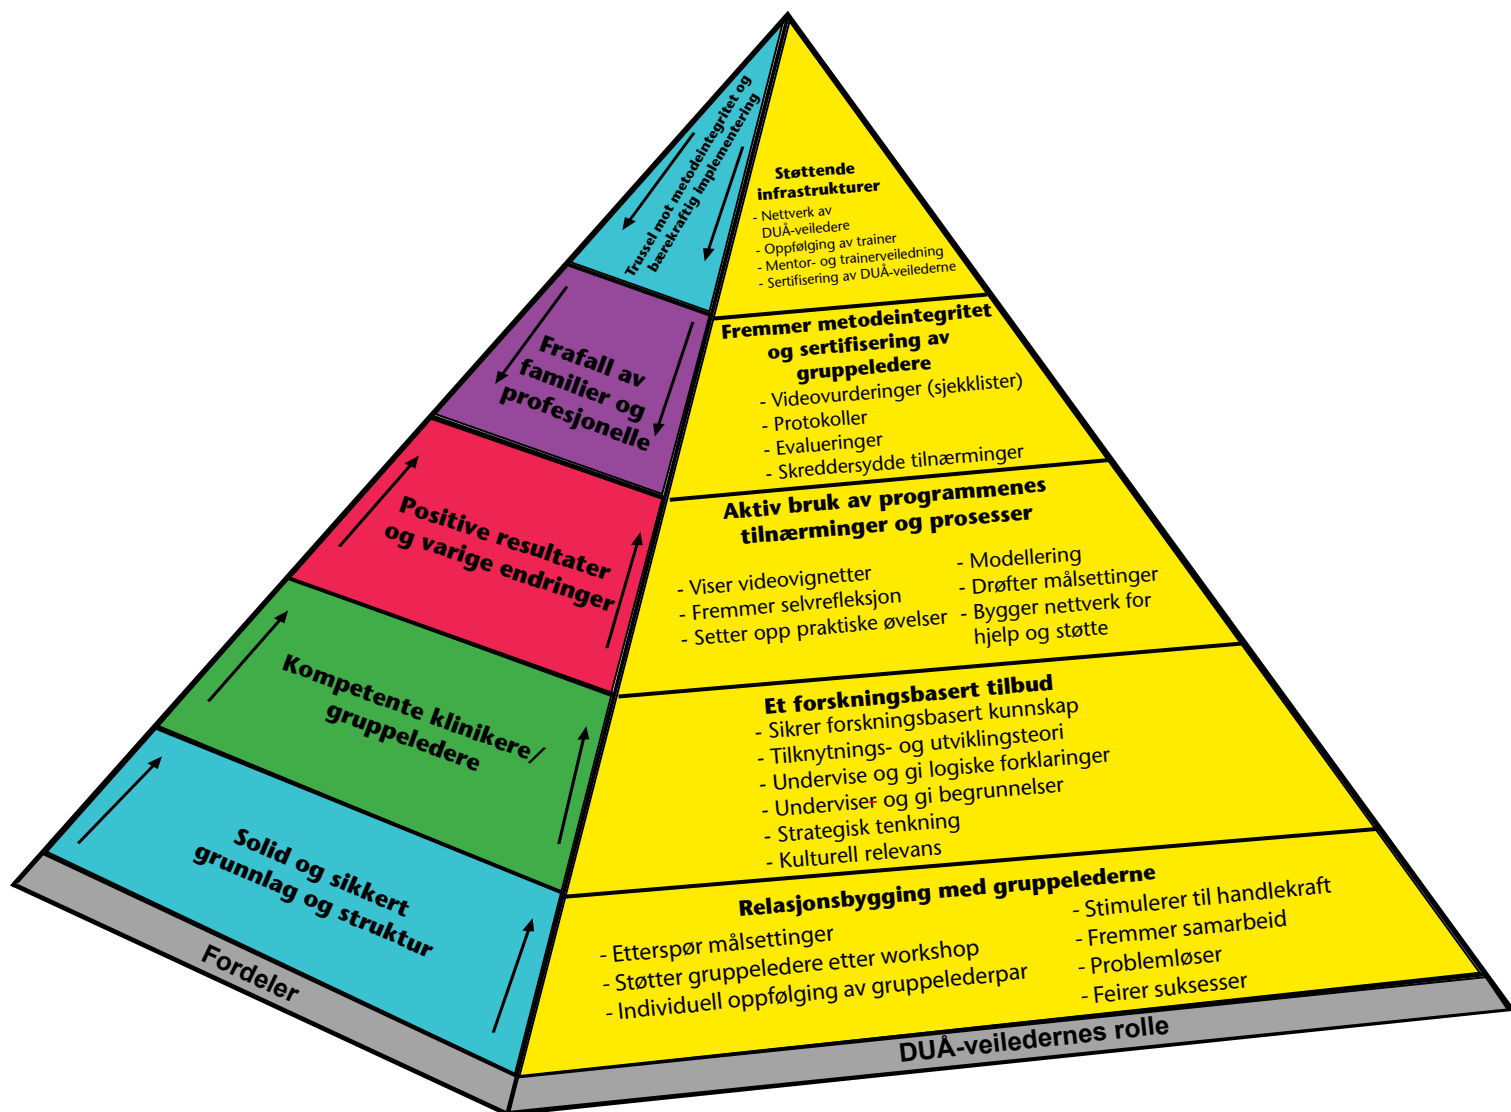 Trussel mot metodeintegritet og
bærekraftig implementering
Frafall av
familier og
profesjonelle
Positive resultater
og varige endringer
Kompetente klinikere/
gruppeledere
Solid og sikkert
grunnlag og struktur
Fordeler
Støttende
infrastrukturer
- Nettverk av
DUÅ-veiledere
- Oppfølging av trainer
- Mentor- og trainerveiledning
- Sertifisering av DUÅ-veilederne
Fremmer metodeintegritet
og sertifisering av
gruppeledere
- Videovurderinger (sjekklister)
- Protokoller
- Evalueringer
- Skreddersydde tilnærminger
Aktiv bruk av programmenes
tilnærminger og prosesser
- Viser videovignetter
- Fremmer selvrefleksjon
- Setter opp praktiske øvelser
- Modellering
- Drøfter målsettinger
- Bygger nettverk for
hjelp og støtte
Et forskningsbasert tilbud
- Sikrer forskningsbasert kunnskap
- Tilknytnings- og utviklingsteori
- Undervise og gi logiske forklaringer
- Underviser og gi begrunnelser
- Strategisk tenkning
- Kulturell relevans
Relasjonsbygging med gruppelederne
- Etterspør målsettinger
- Støtter gruppeledere etter workshop
- Individuell oppfølging av gruppelederpar
- Stimulerer til handlekraft
- Fremmer samarbeid
- Problemløser
- Feirer suksesser
DUÅ-veiledernes rolle